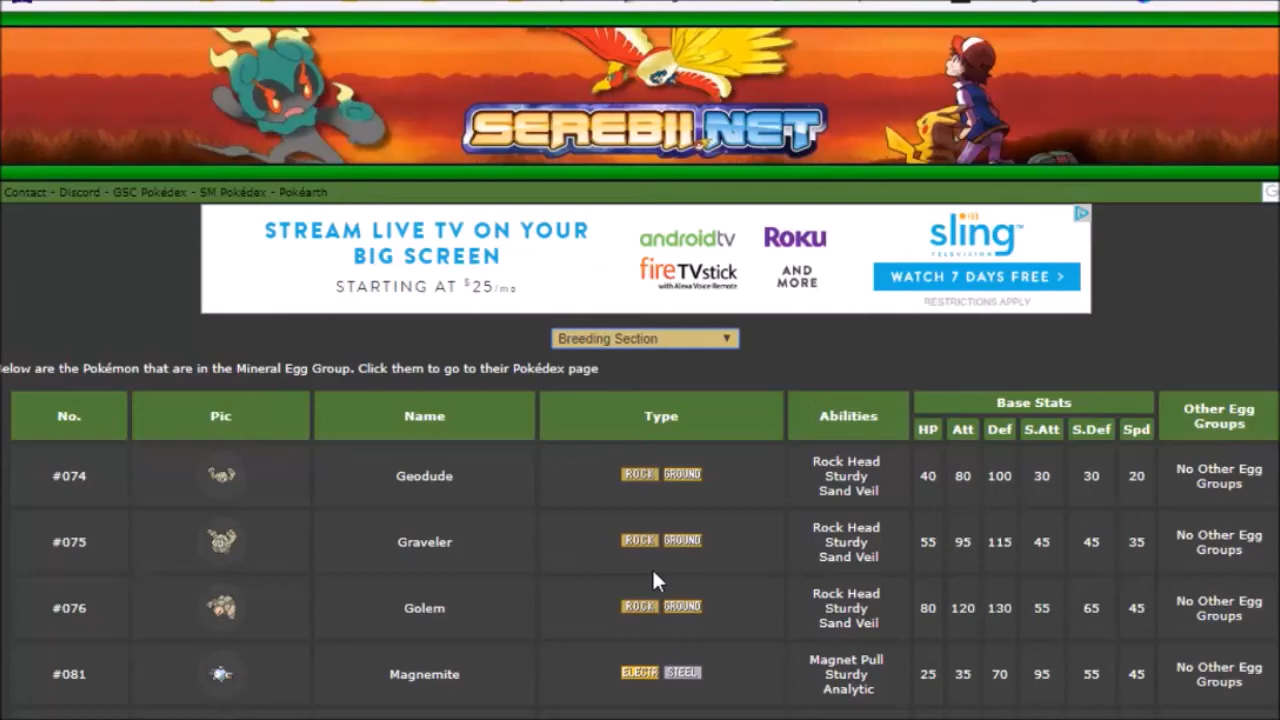 SEREBII.NET
Contact - Discord - GSC Pokédex - SM Pokédex - Pokéarth
STREAM LIVE TV ON YOUR
BIG SCREEN
STARTING AT $25/mo
androidtv
Roku
fireTVstick
with Alexa Voice Remote
AND
MORE
sling
TELEVISION
WATCH 7 DAYS FREE >
RESTRICTIONS APPLY
Breeding Section
elow are the Pokémon that are in the Mineral Egg Group. Click them to go to their Pokédex page
No. Pic Name Type Abilities Base Stats Other Egg
Groups
HP Att Def S.Att S.Def Spd
#074 Geodude ROCK GROUND Rock Head
Sturdy
Sand Veil
40 80 100 30 30 20 No Other Egg
Groups
#075 Graveler ROCK GROUND Rock Head
Sturdy
Sand Veil
55 95 115 45 45 35 No Other Egg
Groups
#076 Golem ROCK GROUND Rock Head
Sturdy
Sand Veil
80 120 130 55 65 45 No Other Egg
Groups
#081 Magnemite ELECTR STEEL Magnet Pull
Sturdy
Analytic
25 35 70 95 55 45 No Other Egg
Groups